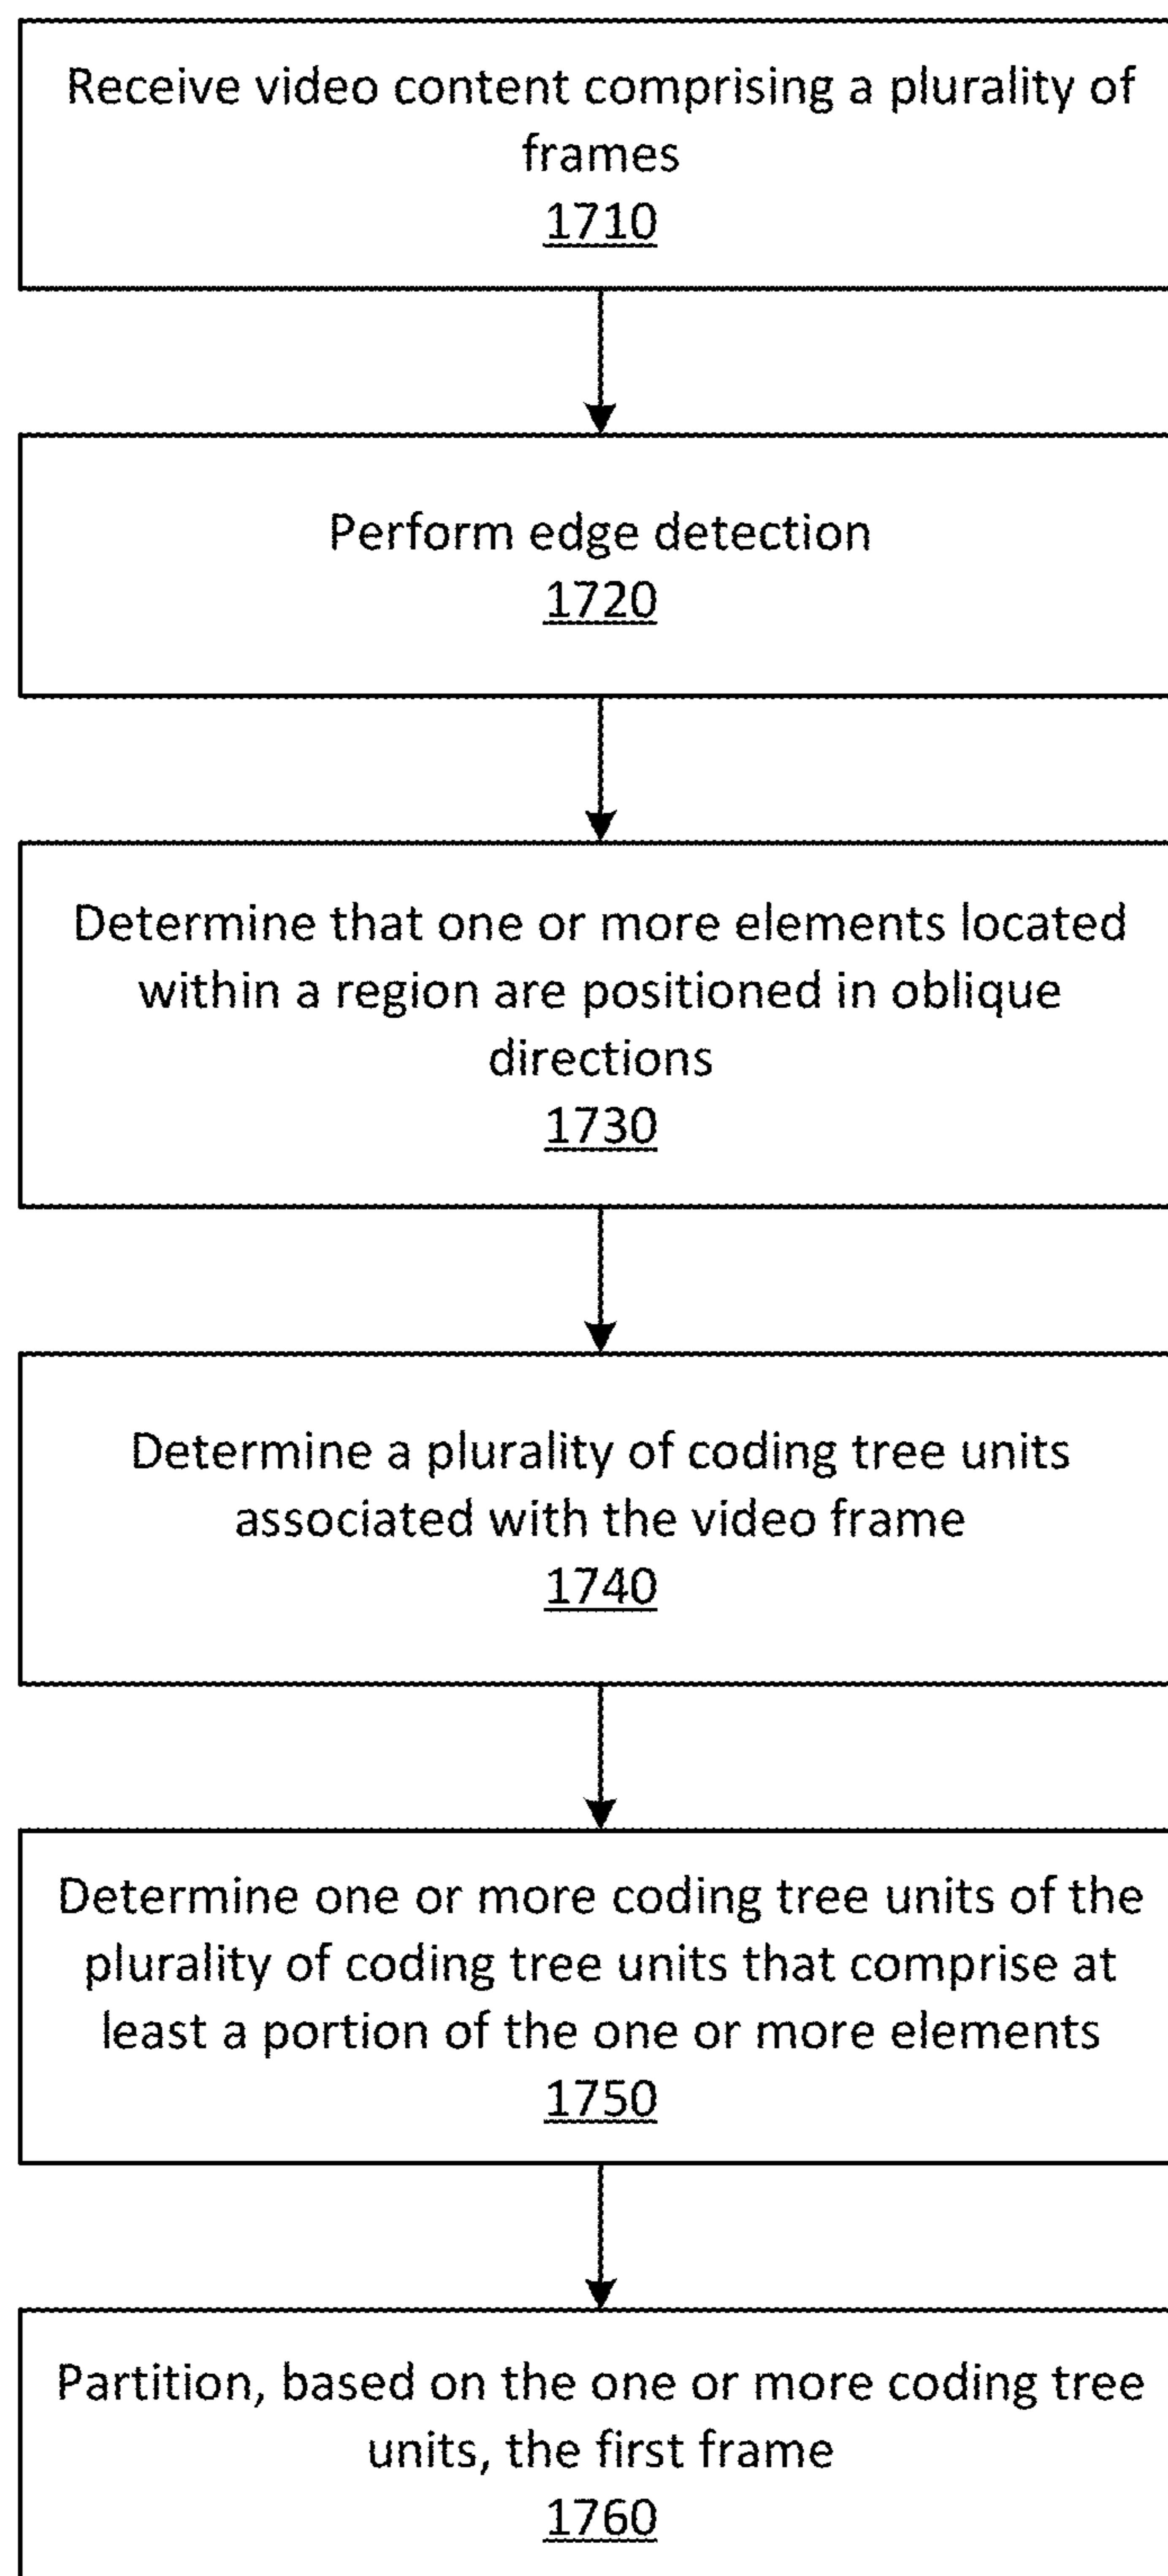 Receive video content comprising a plurality of
frames
1710
Perform edge detection
1720
Determine that one or more elements located
within a region are positioned in oblique
directions
1730
Determine a plurality of coding tree units
associated with the video frame
1740
Determine one or more coding tree units of the
plurality of coding tree units that comprise at
least a portion of the one or more elements
1750
Partition, based on the one or more coding tree
units, the first frame
1760